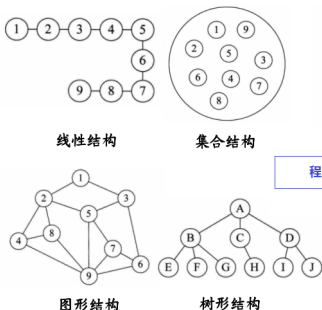 1 2 3 4 5
6
9 8 7
线性结构
1 9
2 5 3
6 4 7
8
集合结构
程
1
2 3
5
4 8 7 6
9
图形结构
A
B C D
E F G H I J
树形结构